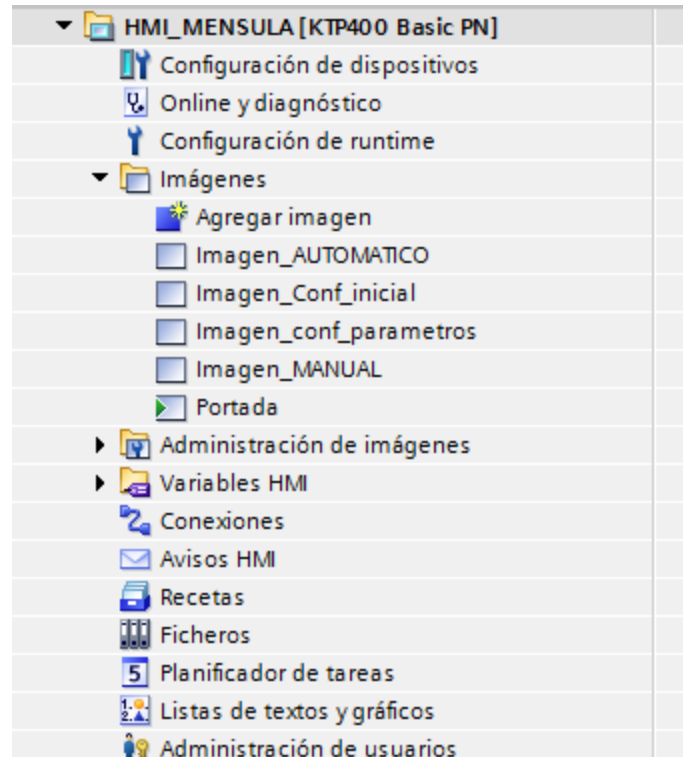 HMI_MENSULA [KTP400 Basic PN]
Configuración de dispositivos
Online y diagnóstico
Configuración de runtime
Imágenes
Agregar imagen
Imagen_AUTOMATICO
Imagen_Conf_inicial
Imagen_conf_parametros
Imagen_MANUAL
Portada
Administración de imágenes
Variables HMI
Conexiones
Avisos HMI
Recetas
Ficheros
Planificador de tareas
Listas de textos y gráficos
Administración de usuarios